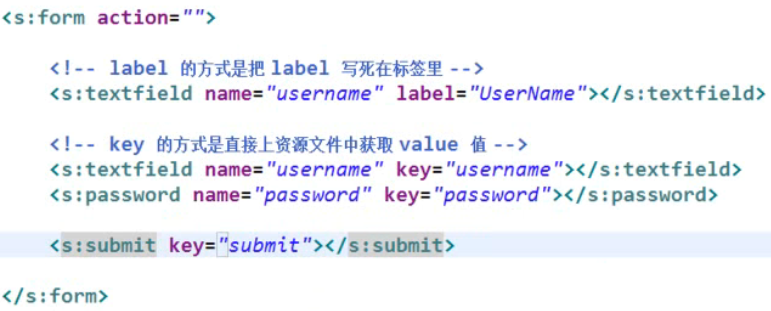 <s:form action="">
<!-- label 的方式是把 label 写死在标签里 -->
<s:textfield name="username" label="UserName"></s:textfield>
<!-- key 的方式是直接上资源文件中获取 value 值 -->
<s:textfield name="username" key="username"></s:textfield>
<s:password name="password" key="password"></s:password>
<s:submit key="submit"></s:submit>
</s:form>